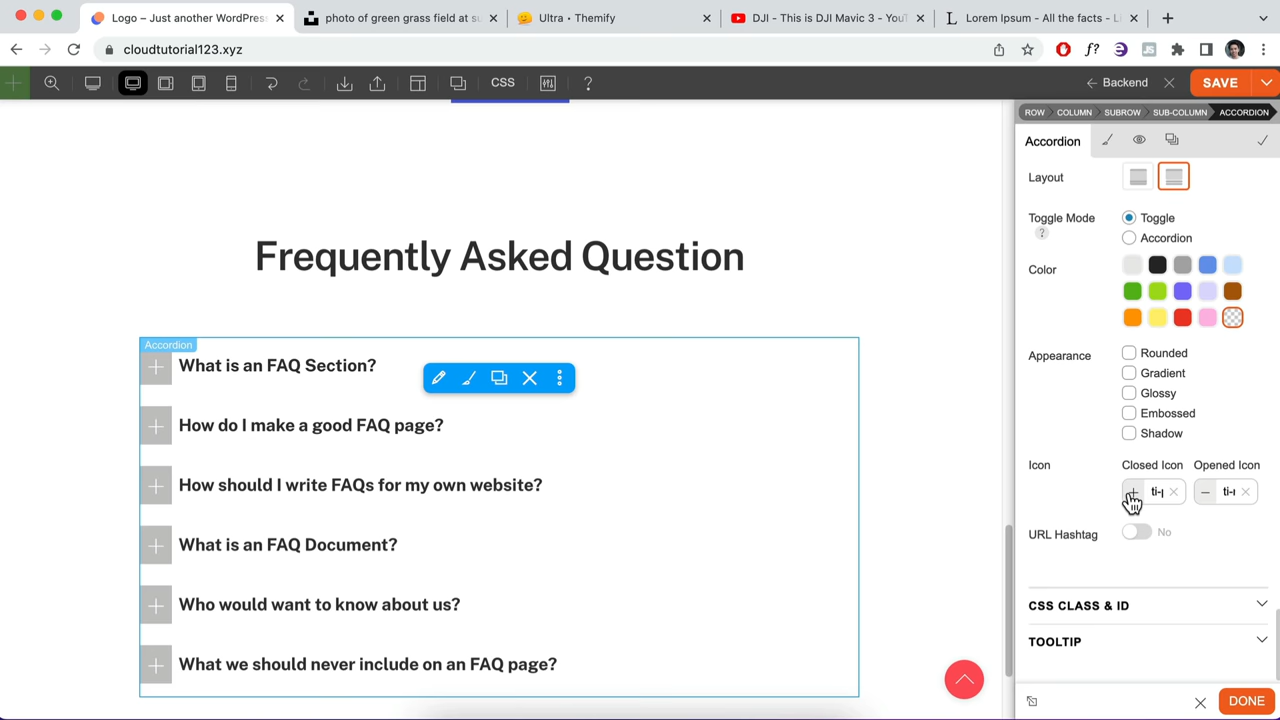 Logo – Just another WordPress
photo of green grass field at su
Ultra • Themify
DJI - This is DJI Mavic 3 - YouT
Lorem Ipsum - All the facts - Li
cloudtutorial123.xyz
CSS
Backend
SAVE
ROW
COLUMN
SUBROW
SUB-COLUMN
ACCORDION
Accordion
Layout
Toggle Mode
?
Toggle
Accordion
Color
Appearance
Rounded
Gradient
Glossy
Embossed
Shadow
Icon
Closed Icon
Opened Icon
URL Hashtag
No
CSS CLASS & ID
TOOLTIP
DONE
Frequently Asked Question
Accordion
What is an FAQ Section?
How do I make a good FAQ page?
How should I write FAQs for my own website?
What is an FAQ Document?
Who would want to know about us?
What we should never include on an FAQ page?